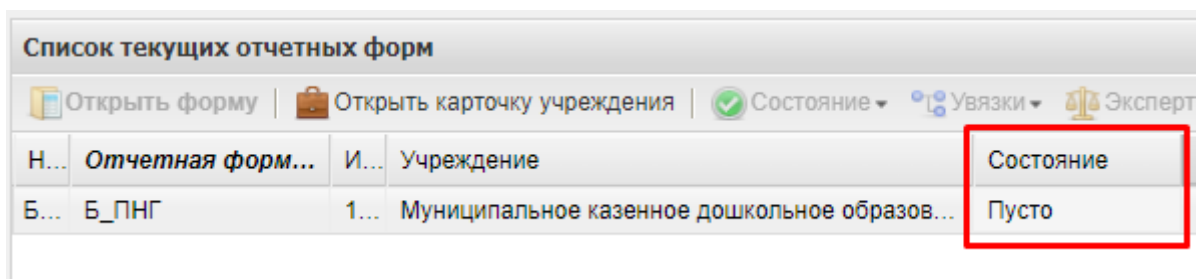 Список текущих отчетных форм
Открыть форму Открыть карточку учреждения Состояние Увязки Эксперт
Н... Отчетная форм... И... Учреждение Состояние
Б... Б_ПНГ 1... Муниципальное казенное дошкольное образов... Пусто